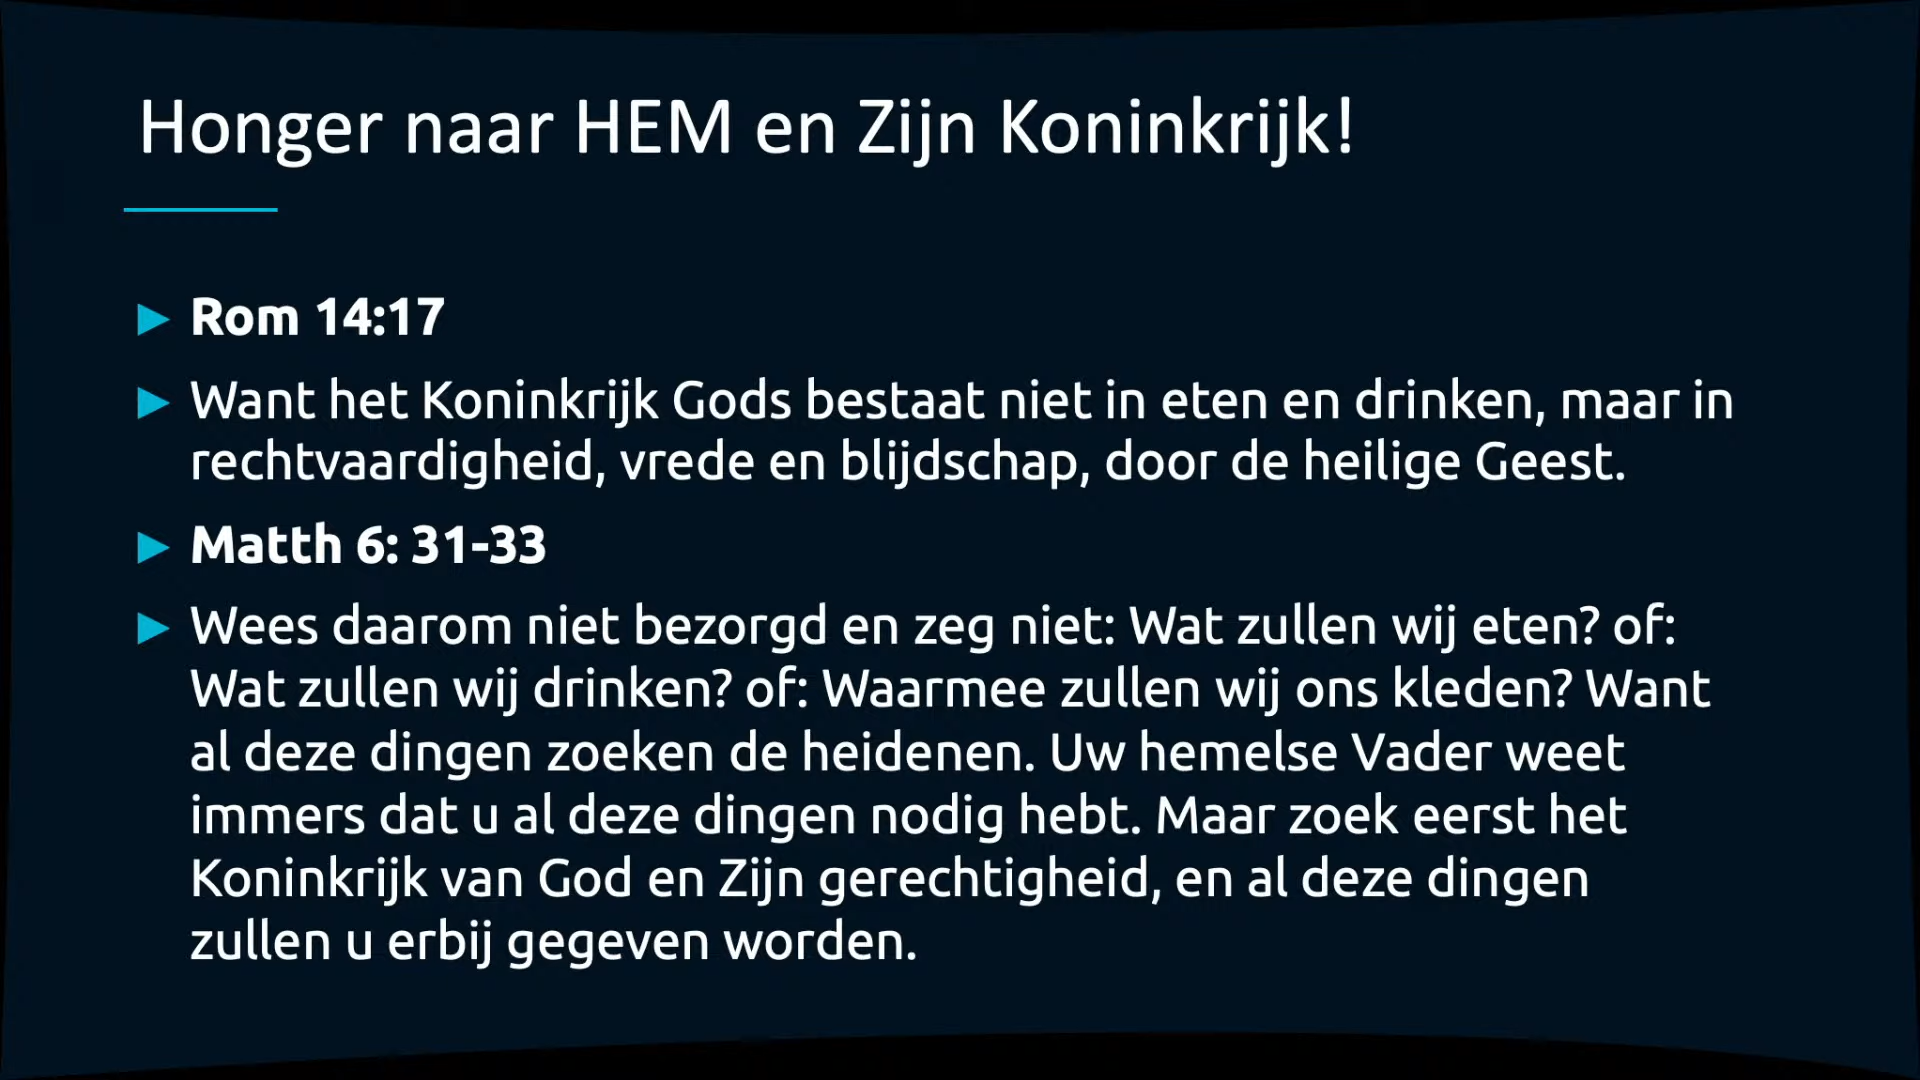 Honger naar HEM en Zijn Koninkrijk!
Rom 14:17
Want het Koninkrijk Gods bestaat niet in eten en drinken, maar in
rechtvaardigheid, vrede en blijdschap, door de heilige Geest.
Matth 6: 31-33
Wees daarom niet bezorgd en zeg niet: Wat zullen wij eten? of:
Wat zullen wij drinken? of: Waarmee zullen wij ons kleden? Want
al deze dingen zoeken de heidenen. Uw hemelse Vader weet
immers dat u al deze dingen nodig hebt. Maar zoek eerst het
Koninkrijk van God en Zijn gerechtigheid, en al deze dingen
zullen u erbij gegeven worden.